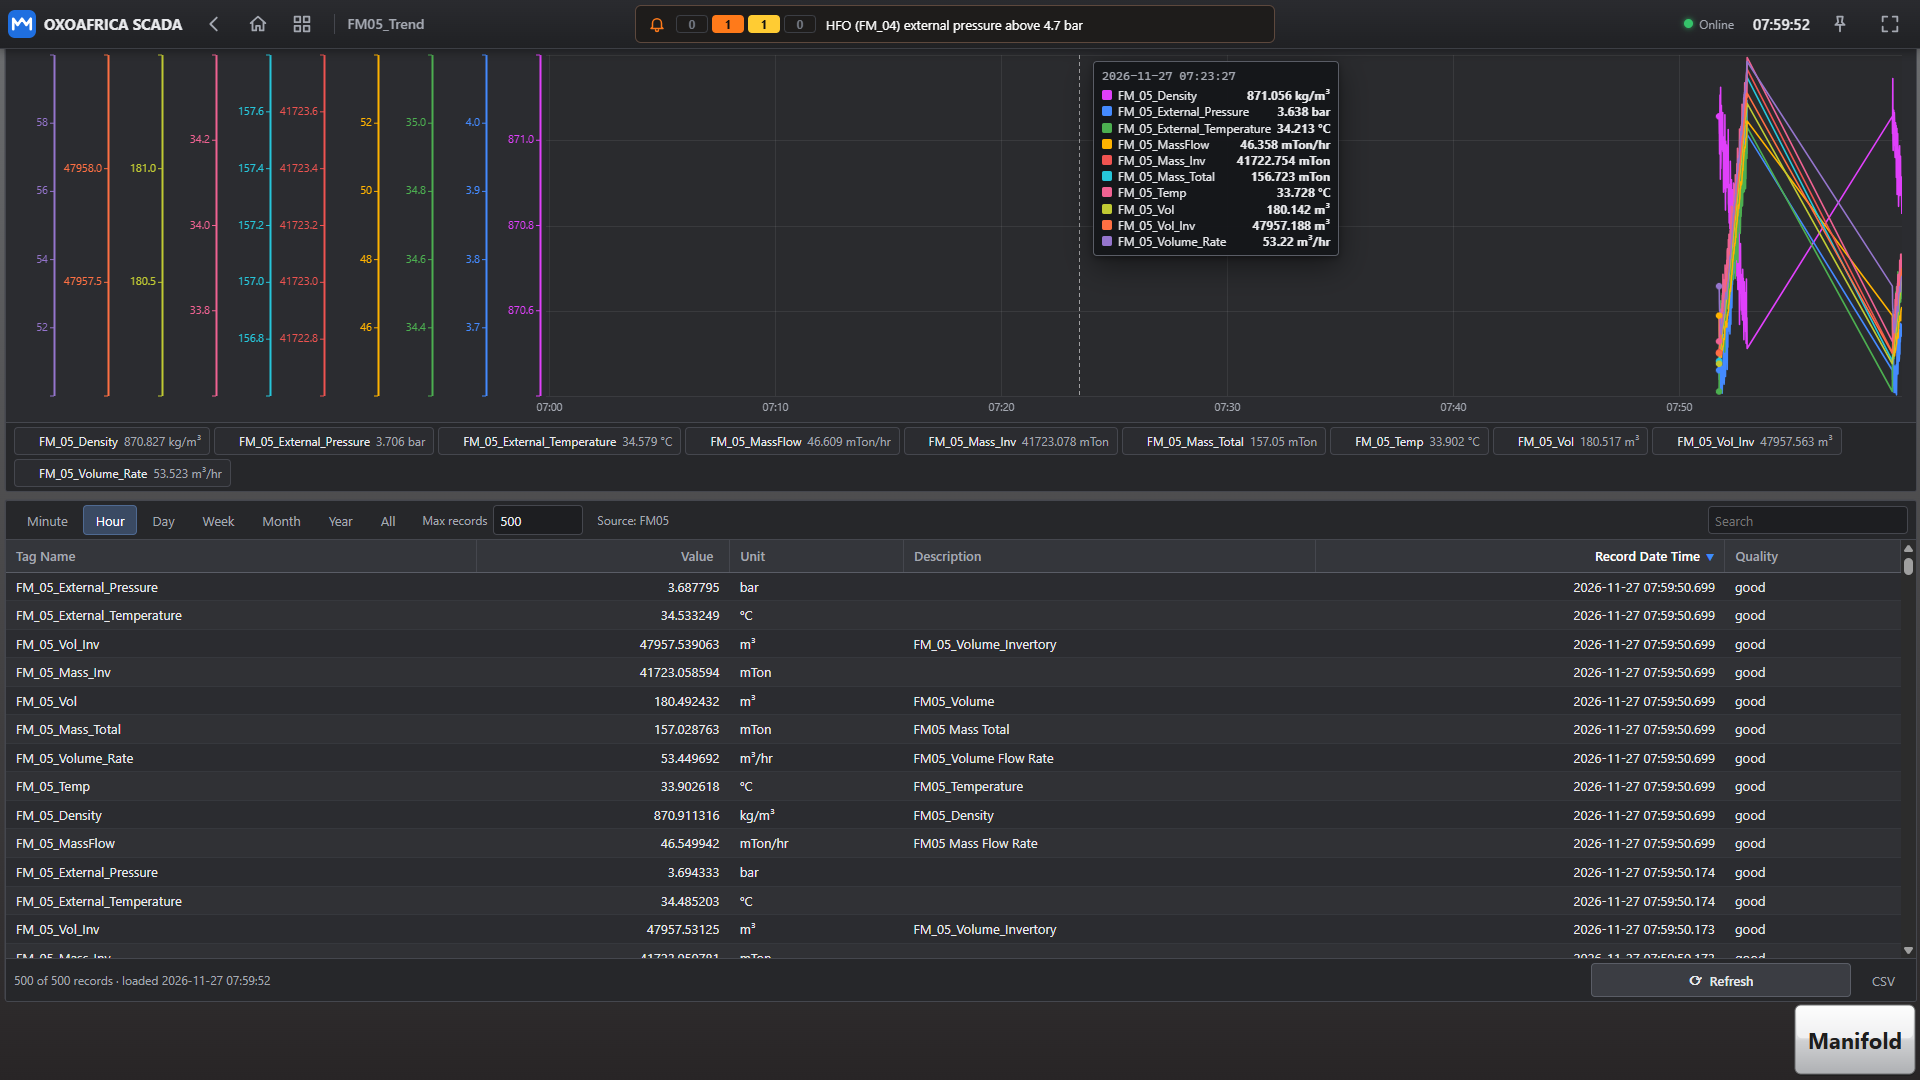 OXOAFRICA SCADA FM05_Trend 0 1 1 0 HFO (FM_04) external pressure above 4.7 bar Online 07:59:52
58 47958.0 181.0 34.2 157.6 41723.6 52 35.0 4.0 871.0
56 47957.5 180.5 34.0 157.4 41723.4 50 34.8 3.9 870.8
54 33.8 157.2 41723.2 48 34.6 3.8 870.6
52 157.0 41723.0 46 34.4 3.7
156.8 41722.8
2026-11-27 07:23:27
FM_05_Density 871.056 kg/m³
FM_05_External_Pressure 3.638 bar
FM_05_External_Temperature 34.213 °C
FM_05_MassFlow 46.358 mTon/hr
FM_05_Mass_Inv 41722.754 mTon
FM_05_Mass_Total 156.723 mTon
FM_05_Temp 33.728 °C
FM_05_Vol 180.142 m³
FM_05_Vol_Inv 47957.188 m³
FM_05_Volume_Rate 53.22 m³/hr
07:00 07:10 07:20 07:30 07:40 07:50
FM_05_Density 870.827 kg/m³ FM_05_External_Pressure 3.706 bar FM_05_External_Temperature 34.579 °C FM_05_MassFlow 46.609 mTon/hr FM_05_Mass_Inv 41723.078 mTon FM_05_Mass_Total 157.05 mTon FM_05_Temp 33.902 °C FM_05_Vol 180.517 m³ FM_05_Vol_Inv 47957.563 m³
FM_05_Volume_Rate 53.523 m³/hr
Minute Hour Day Week Month Year All Max records 500 Source: FM05 Search
Tag Name Value Unit Description Record Date Time Quality
FM_05_External_Pressure 3.687795 bar 2026-11-27 07:59:50.699 good
FM_05_External_Temperature 34.533249 °C 2026-11-27 07:59:50.699 good
FM_05_Vol_Inv 47957.539063 m³ FM_05_Volume_Invertory 2026-11-27 07:59:50.699 good
FM_05_Mass_Inv 41723.058594 mTon 2026-11-27 07:59:50.699 good
FM_05_Vol 180.492432 m³ FM05_Volume 2026-11-27 07:59:50.699 good
FM_05_Mass_Total 157.028763 mTon FM05 Mass Total 2026-11-27 07:59:50.699 good
FM_05_Volume_Rate 53.449692 m³/hr FM05_Volume Flow Rate 2026-11-27 07:59:50.699 good
FM_05_Temp 33.902618 °C FM05_Temperature 2026-11-27 07:59:50.699 good
FM_05_Density 870.911316 kg/m³ FM05_Density 2026-11-27 07:59:50.699 good
FM_05_MassFlow 46.549942 mTon/hr FM05 Mass Flow Rate 2026-11-27 07:59:50.699 good
FM_05_External_Pressure 3.694333 bar 2026-11-27 07:59:50.174 good
FM_05_External_Temperature 34.485203 °C 2026-11-27 07:59:50.174 good
FM_05_Vol_Inv 47957.53125 m³ FM_05_Volume_Invertory 2026-11-27 07:59:50.173 good
FM_05_Mass_Inv 41723.050781 mTon 2026-11-27 07:59:50.173 good
500 of 500 records · loaded 2026-11-27 07:59:52 Refresh CSV
Manifold